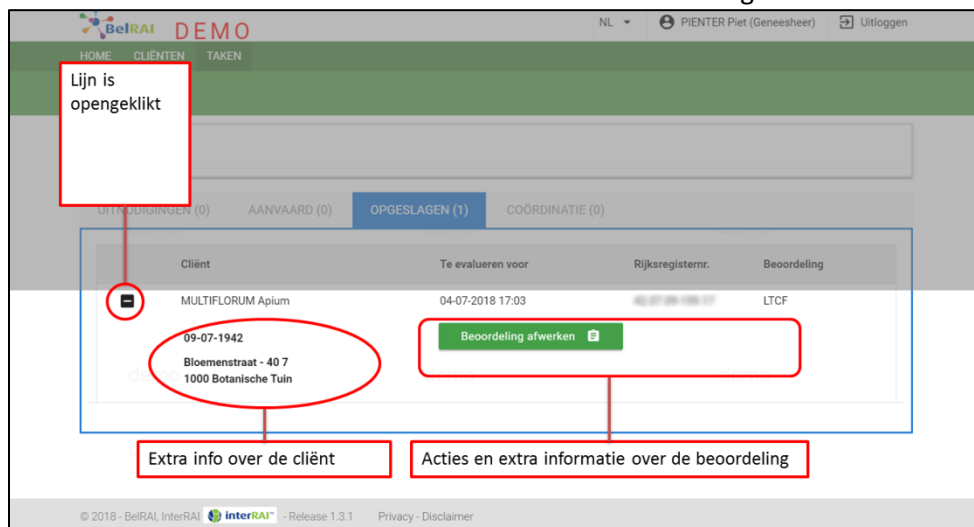 BelRAI DEMO NL PIENTER Piet (Geneesheer) Uitloggen
HOME CLIËNTEN TAKEN
Lijn is
opengeklikt
UITNODIGINGEN (0) AANVAARD (0) OPGESLAGEN (1) COÖRDINATIE (0)
Cliënt Te evalueren voor Rijksregisternr. Beoordeling
MULTIFLORUM Apium 04-07-2018 17:03 LTCF
09-07-1942 Beoordeling afwerken
Bloemenstraat - 40 7
1000 Botanische Tuin
Extra info over de cliënt Acties en extra informatie over de beoordeling
© 2018 - BelRAI, InterRAI interRAI™ - Release 1.3.1 Privacy - Disclaimer